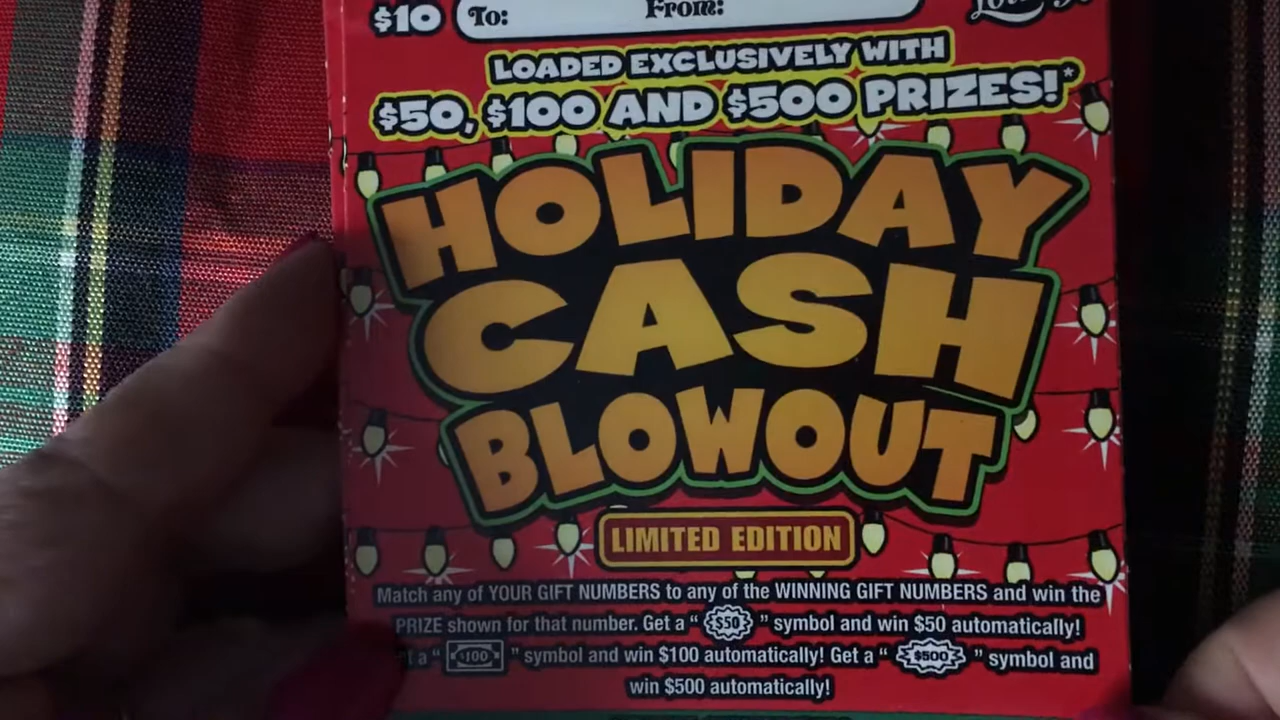 $10 To: From:
LOADED EXCLUSIVELY WITH
$50, $100 AND $500 PRIZES!*
HOLIDAY
CASH
BLOWOUT
LIMITED EDITION
Match any of YOUR GIFT NUMBERS to any of the WINNING GIFT NUMBERS and win the
PRIZE shown for that number. Get a “ $50 ” symbol and win $50 automatically!
a “ $100 ” symbol and win $100 automatically! Get a “ $500 ” symbol and
win $500 automatically!